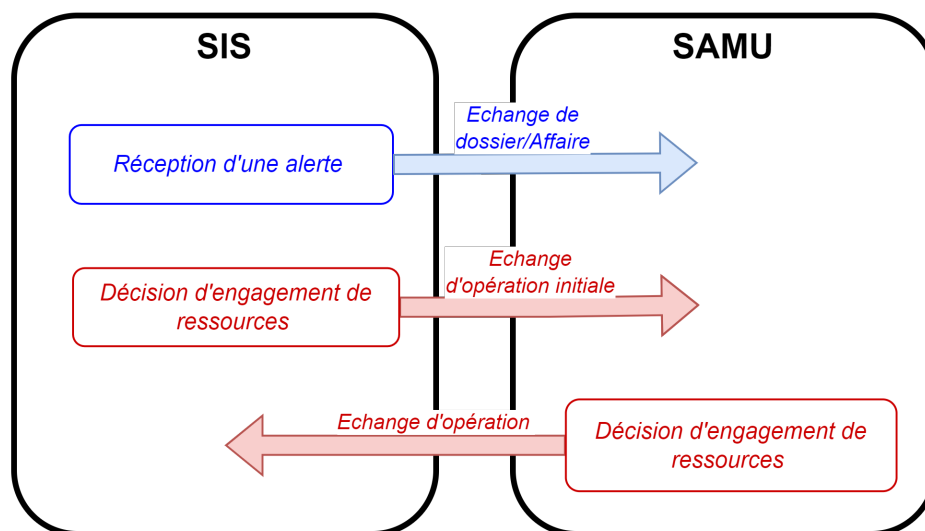 SIS
SAMU
Echange de
dossier/Affaire
Réception d'une alerte
Echange
d'opération initiale
Décision d'engagement de
ressources
Echange d'opération
Décision d'engagement de
ressources